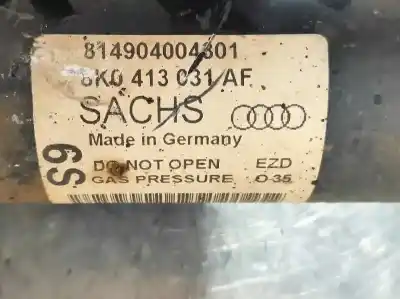 814904004301
8K0 413 031 AF
SACHS
Made in Germany
DO NOT OPEN EZD
GAS PRESSURE O 35
S9